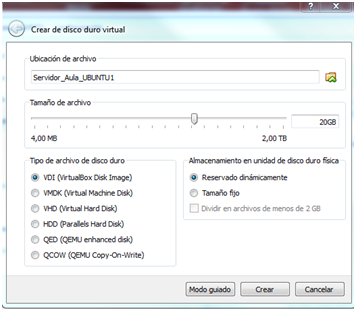 Crear de disco duro virtual
Ubicación de archivo
Servidor_Aula_UBUNTU1
Tamaño de archivo
20GB
4,00 MB
2,00 TB
Tipo de archivo de disco duro
VDI (VirtualBox Disk Image)
VMDK (Virtual Machine Disk)
VHD (Virtual Hard Disk)
HDD (Parallels Hard Disk)
QED (QEMU enhanced disk)
QCOW (QEMU Copy-On-Write)
Almacenamiento en unidad de disco duro física
Reservado dinámicamente
Tamaño fijo
Dividir en archivos de menos de 2 GB
Modo guiado
Crear
Cancelar